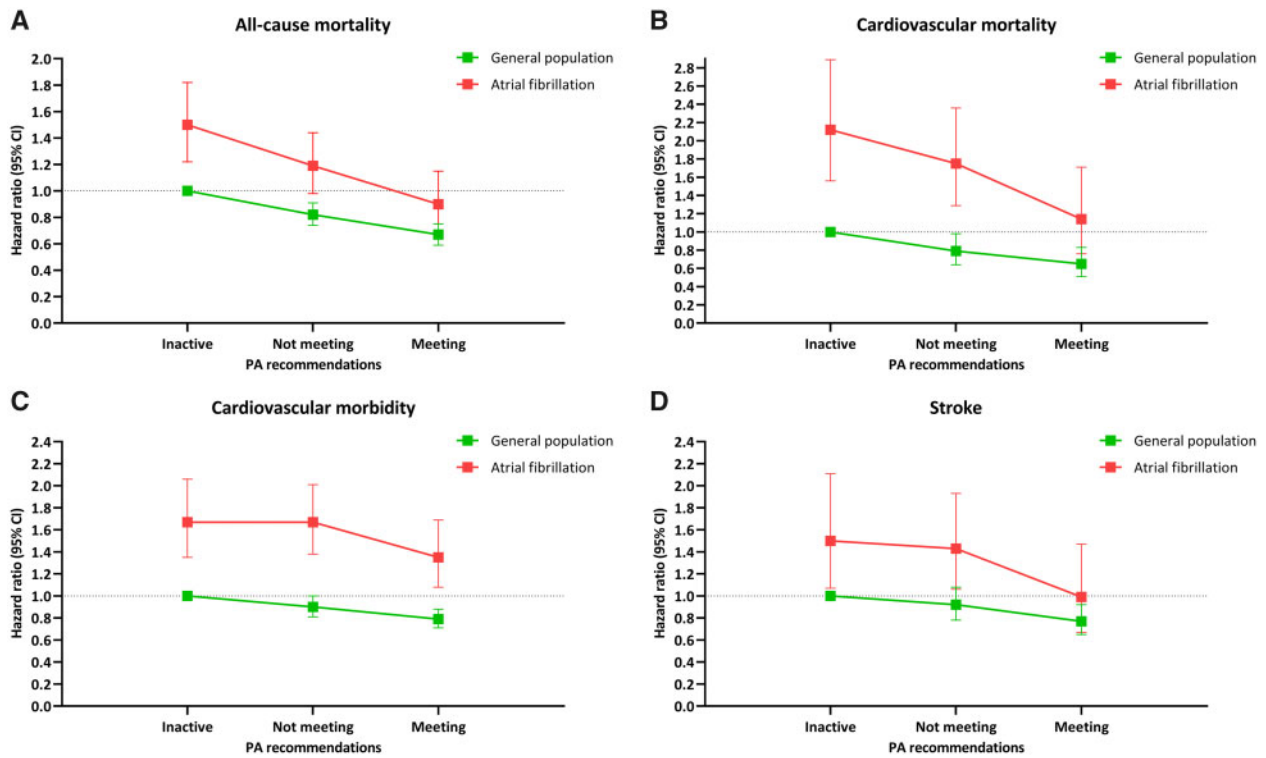 A
All-cause mortality
General population
Atrial fibrillation
Hazard ratio (95% CI)
2.0
1.8
1.6
1.4
1.2
1.0
0.8
0.6
0.4
0.2
0.0
Inactive Not meeting Meeting
PA recommendations
B
Cardiovascular mortality
General population
Atrial fibrillation
Hazard ratio (95% CI)
2.8
2.6
2.4
2.2
2.0
1.8
1.6
1.4
1.2
1.0
0.8
0.6
0.4
0.2
0.0
Inactive Not meeting Meeting
PA recommendations
C
Cardiovascular morbidity
General population
Atrial fibrillation
Hazard ratio (95% CI)
2.4
2.2
2.0
1.8
1.6
1.4
1.2
1.0
0.8
0.6
0.4
0.2
0.0
Inactive Not meeting Meeting
PA recommendations
D
Stroke
General population
Atrial fibrillation
Hazard ratio (95% CI)
2.4
2.2
2.0
1.8
1.6
1.4
1.2
1.0
0.8
0.6
0.4
0.2
0.0
Inactive Not meeting Meeting
PA recommendations